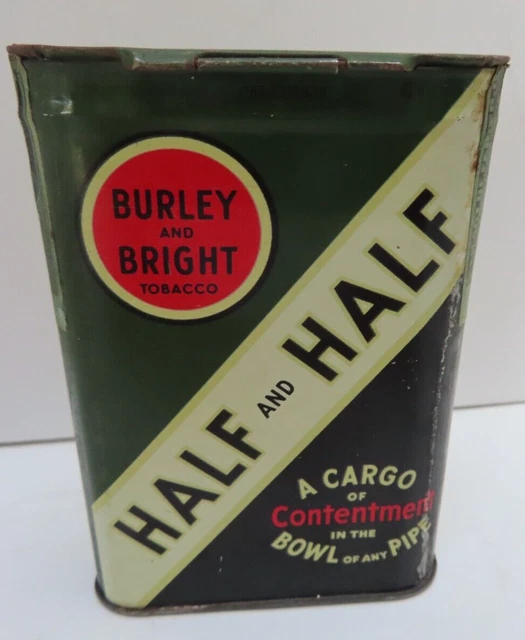 BURLEY
AND
BRIGHT
TOBACCO
HALF AND HALF
A CARGO
OF
Contentment
IN THE
BOWL OF ANY PIPE